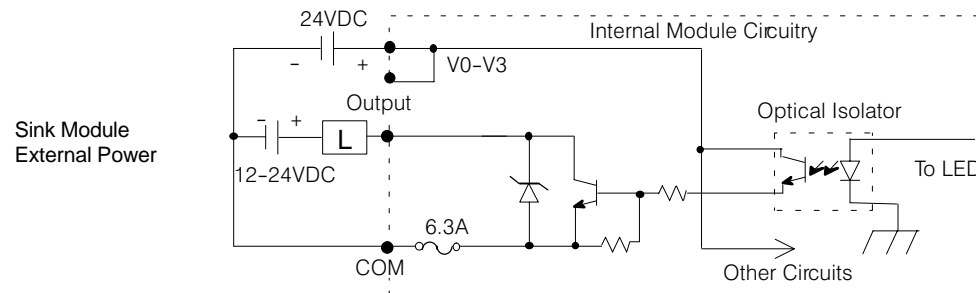 24VDC
Internal Module Circuitry
- +
V0-V3
Output
Optical Isolator
Sink Module
External Power
- +
L
To LED
12-24VDC
6.3A
COM
Other Circuits